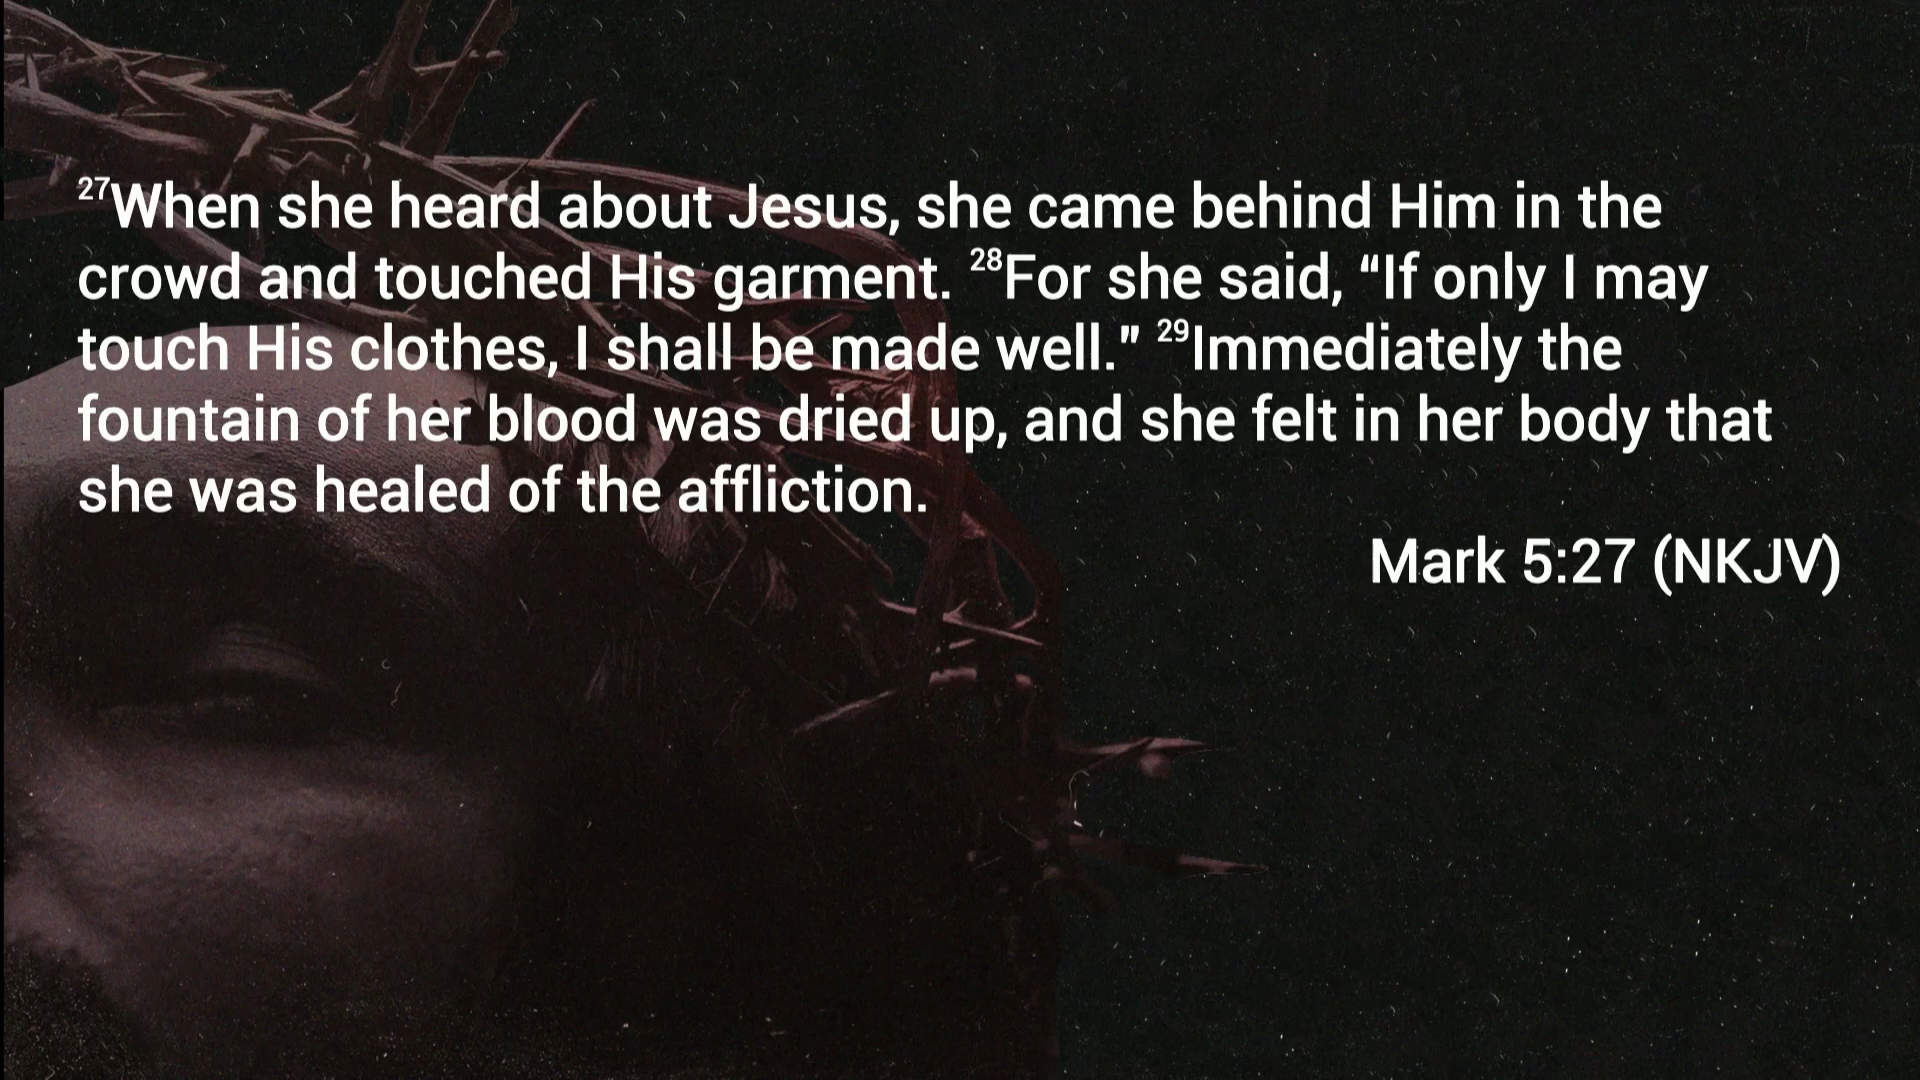 27When she heard about Jesus, she came behind Him in the
crowd and touched His garment. 28For she said, “If only I may
touch His clothes, I shall be made well.” 29Immediately the
fountain of her blood was dried up, and she felt in her body that
she was healed of the affliction.
Mark 5:27 (NKJV)